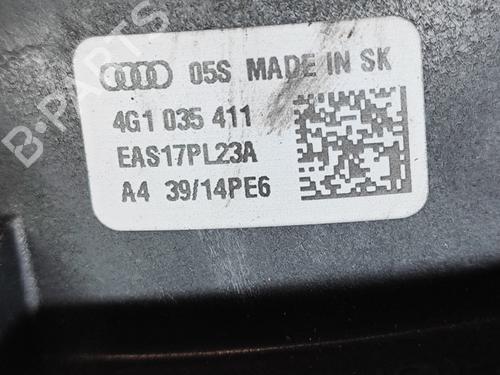 05S MADE IN SK
4G1 035 411
EAS17PL23A
A4 39/14PE6
B-PARTS